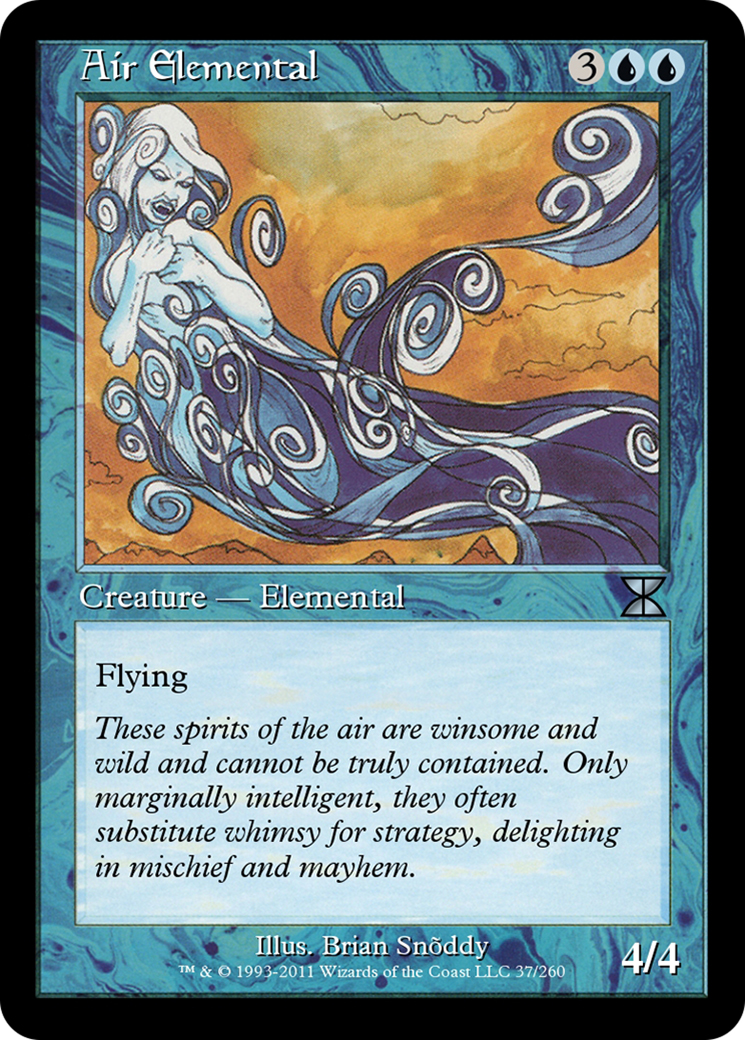 Air Elemental 3
Creature — Elemental
Flying
These spirits of the air are winsome and
wild and cannot be truly contained. Only
marginally intelligent, they often
substitute whimsy for strategy, delighting
in mischief and mayhem.
Illus. Brian Snõddy
™ & © 1993-2011 Wizards of the Coast LLC 37/260
4/4